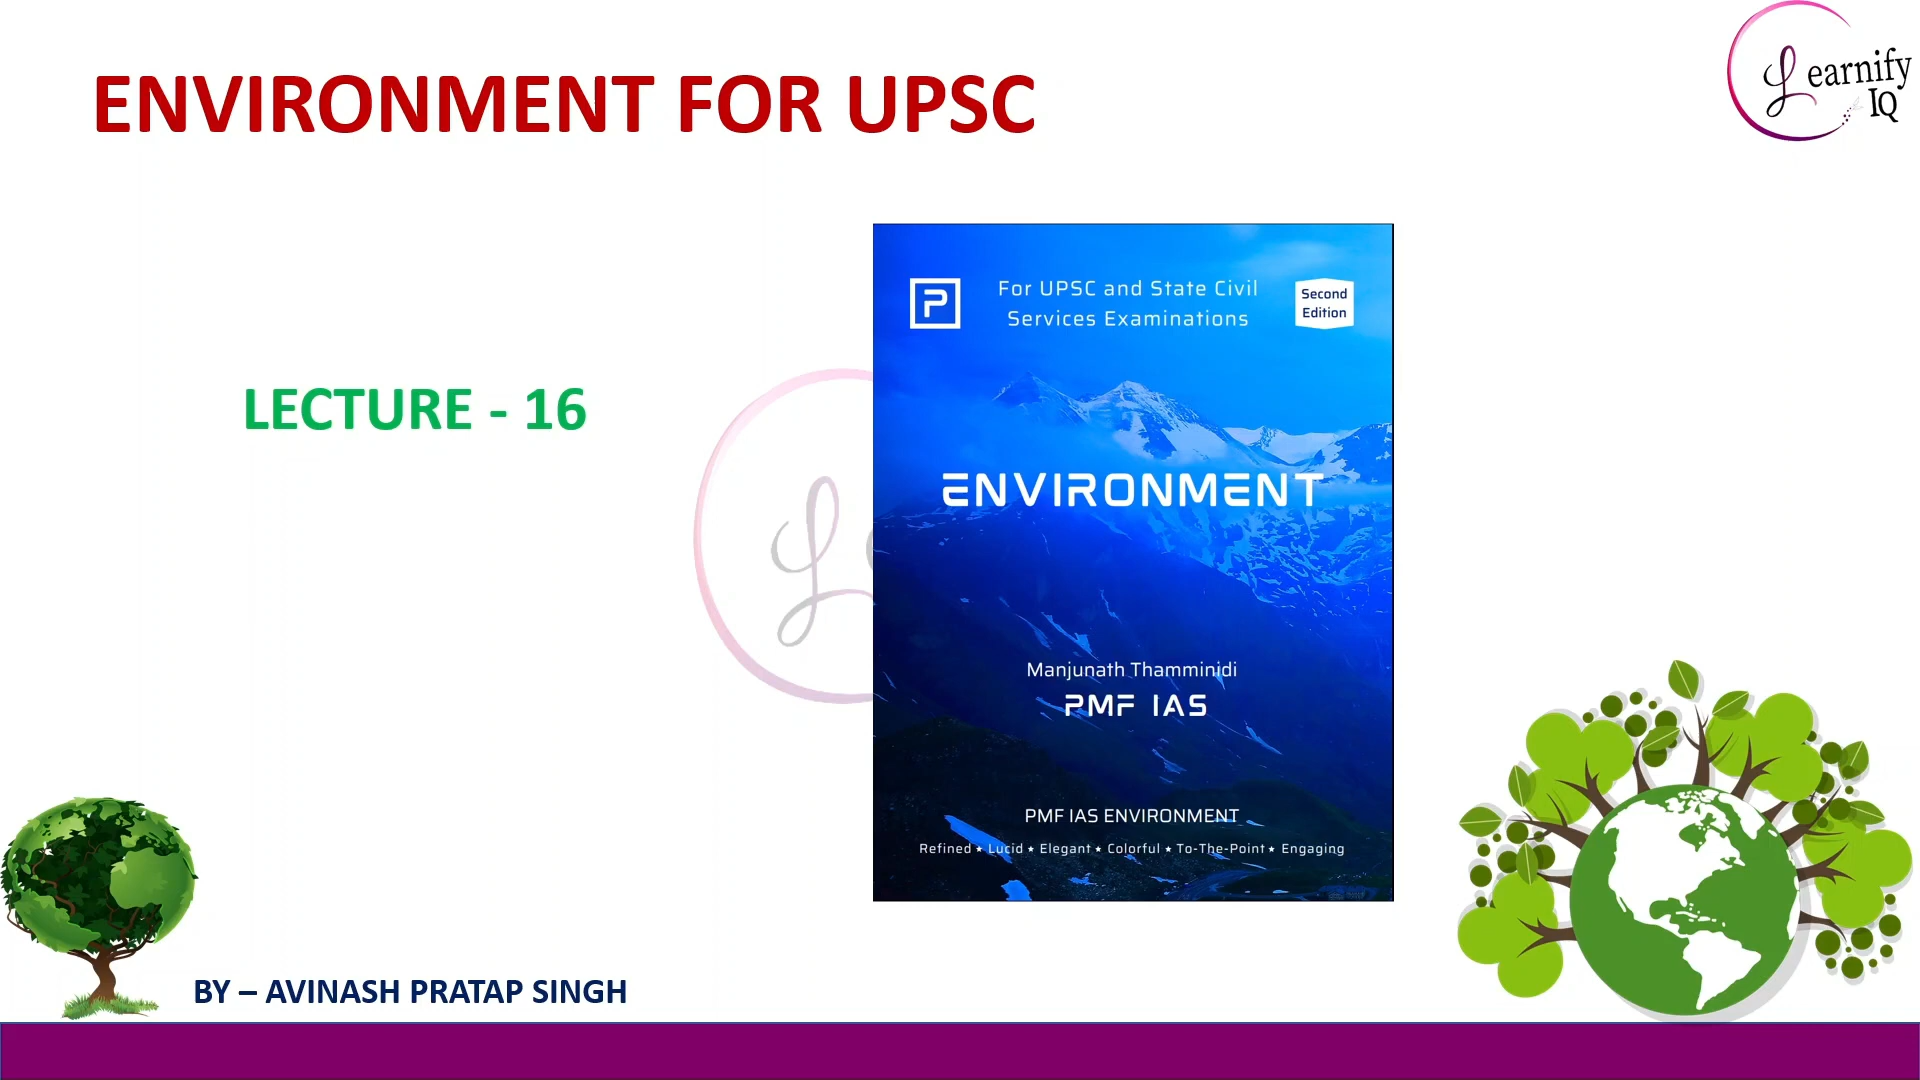 ENVIRONMENT FOR UPSC
Learnify
IQ
LECTURE - 16
For UPSC and State Civil
Services Examinations
Second
Edition
P
ENVIRONMENT
Manjunath Thamminidi
PMF IAS
PMF IAS ENVIRONMENT
Refined ★ Lucid ★ Elegant ★ Colorful ★ To-The-Point ★ Engaging
BY – AVINASH PRATAP SINGH